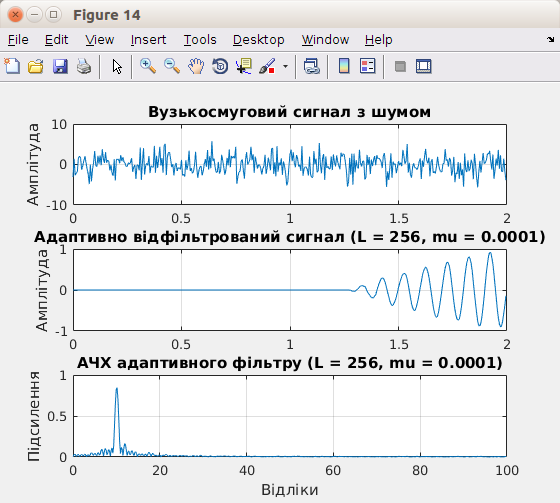 Figure 14
File Edit View Insert Tools Desktop Window Help
Вузькосмуговий сигнал з шумом
Амплітуда
10
0
-10
0 0.5 1 1.5 2
Адаптивно відфільтрований сигнал (L = 256, mu = 0.0001)
Амплітуда
1
0
-1
0 0.5 1 1.5 2
АЧХ адаптивного фільтру (L = 256, mu = 0.0001)
Підсилення
1
0.5
0
0 20 40 60 80 100
Відліки